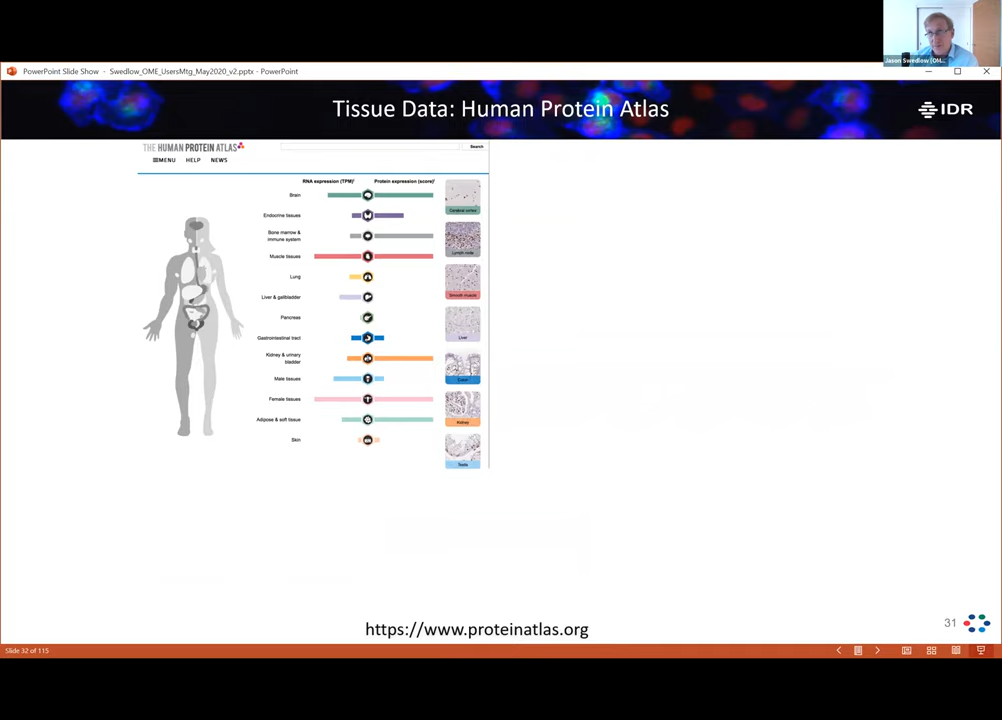 Jason Swedlow (OM...
PowerPoint Slide Show - Swedlow_OME_UsersMtg_May2020_v2.pptx - PowerPoint
Tissue Data: Human Protein Atlas
IDR
THE HUMAN PROTEIN ATLAS
Search
MENU HELP NEWS
RNA expression (TPM) Protein expression (score)
Brain
Cerebral cortex
Endocrine tissues
Bone marrow &
immune system
Lymph node
Muscle tissues
Lung
Smooth muscle
Liver & gallbladder
Pancreas
Gastrointestinal tract
Liver
Kidney & urinary
bladder
Male tissues
Colon
Female tissues
Adipose & soft tissue
Kidney
Skin
Testis
https://www.proteinatlas.org
31
Slide 32 of 115